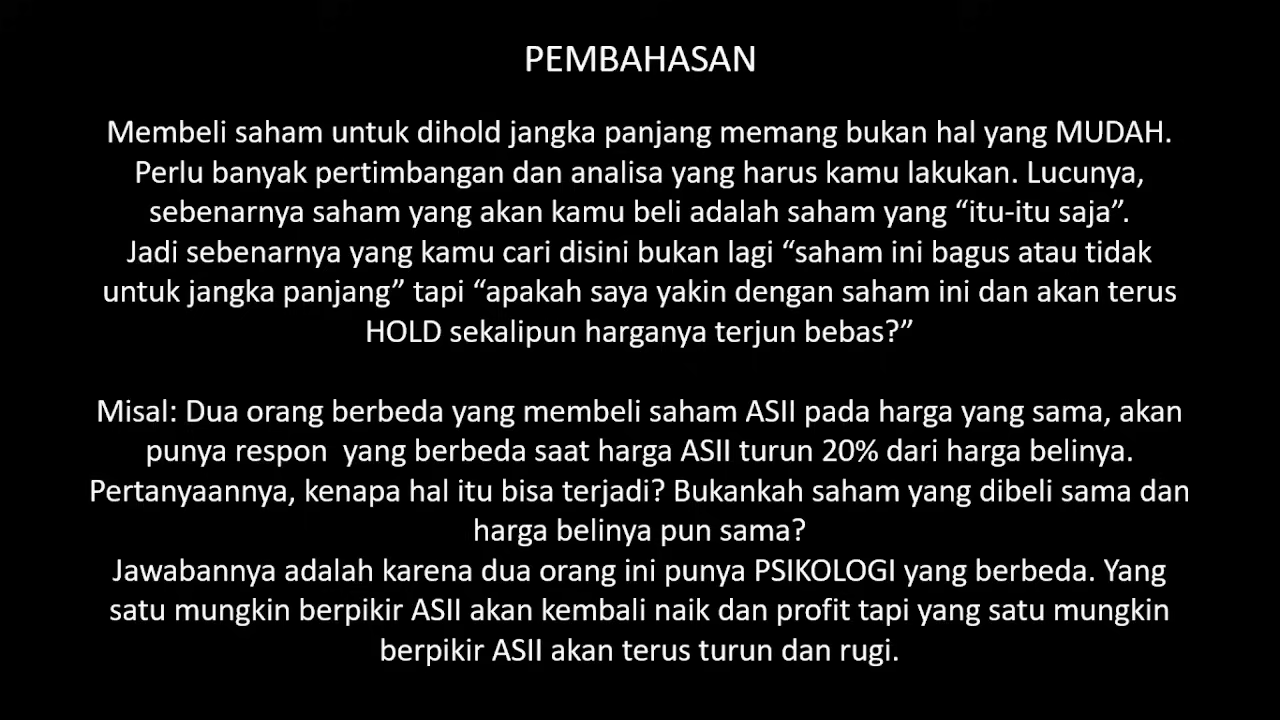 PEMBAHASAN
Membeli saham untuk dihold jangka panjang memang bukan hal yang MUDAH.
Perlu banyak pertimbangan dan analisa yang harus kamu lakukan. Lucunya,
sebenarnya saham yang akan kamu beli adalah saham yang “itu-itu saja”.
Jadi sebenarnya yang kamu cari disini bukan lagi “saham ini bagus atau tidak
untuk jangka panjang” tapi “apakah saya yakin dengan saham ini dan akan terus
HOLD sekalipun harganya terjun bebas?”
Misal: Dua orang berbeda yang membeli saham ASII pada harga yang sama, akan
punya respon  yang berbeda saat harga ASII turun 20% dari harga belinya.
Pertanyaannya, kenapa hal itu bisa terjadi? Bukankah saham yang dibeli sama dan
harga belinya pun sama?
Jawabannya adalah karena dua orang ini punya PSIKOLOGI yang berbeda. Yang
satu mungkin berpikir ASII akan kembali naik dan profit tapi yang satu mungkin
berpikir ASII akan terus turun dan rugi.